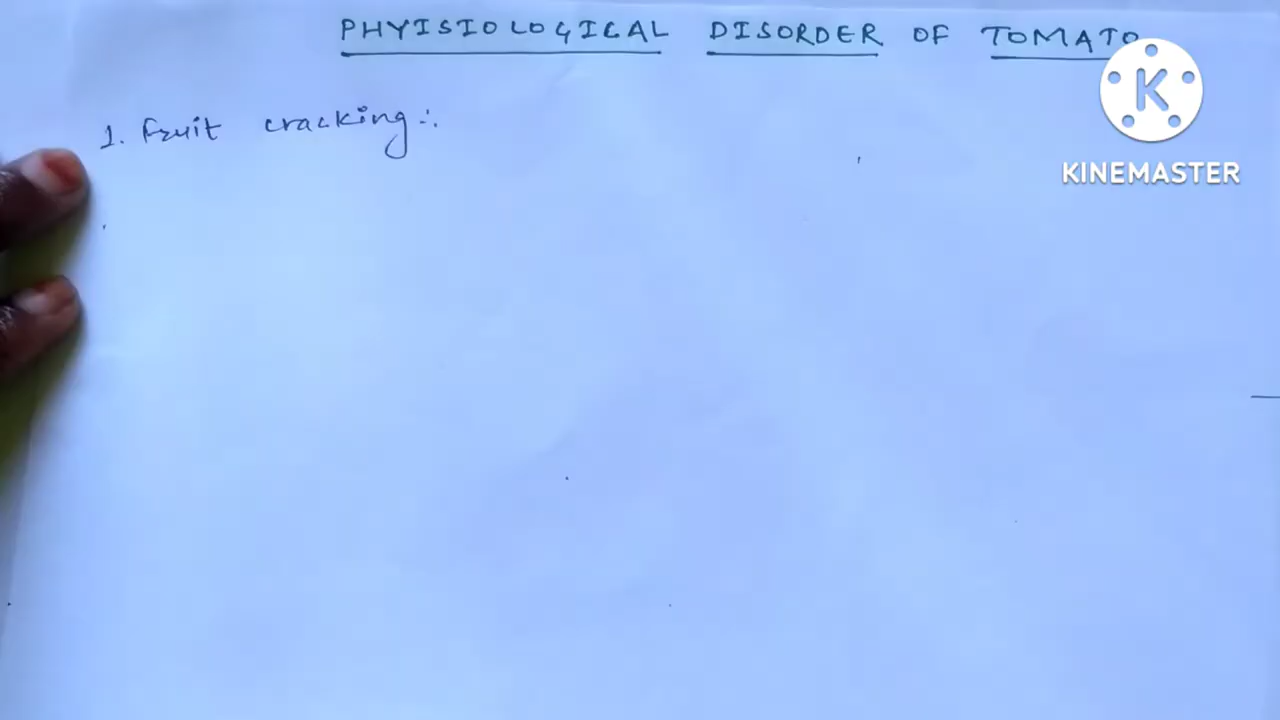 PHYISIOLOGICAL DISORDER OF TOMATO
KINEMASTER
1. Fruit cracking :.